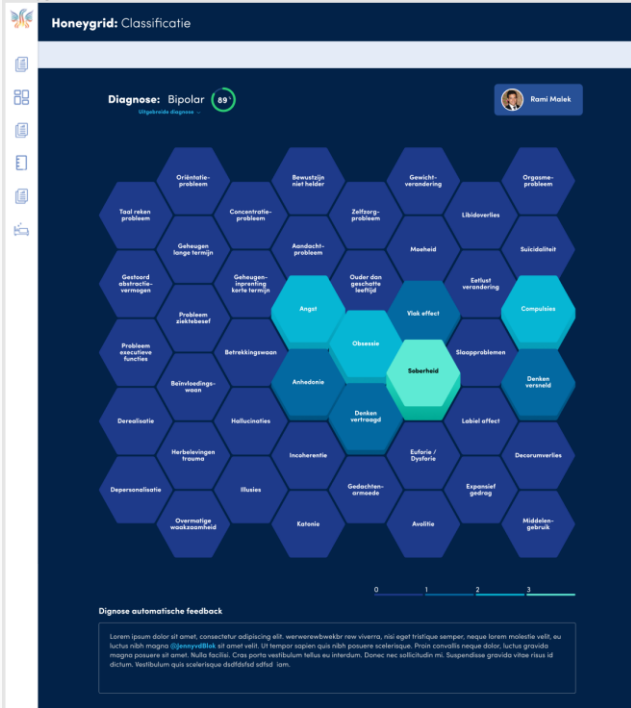 Honeygrid: Classificatie
Diagnose: Bipolar 89%
Uitgebreide diagnose
Rami Malek
Oriëntatie-
probleem
Bewustzijn
niet helder
Gewicht-
verandering
Orgasme-
probleem
Taal reken
probleem
Concentratie-
probleem
Zelfzorg-
probleem
Libidoverlies
Geheugen
lange termijn
Aandacht-
probleem
Moeheid
Suicidaliteit
Gestoord
abstractie-
vermogen
Geheugen-
inprenting
korte termijn
Ouder dan
geschatte
leeftijd
Eetlust
verandering
Probleem
ziektebesef
Angst
Vlak effect
Compulsies
Probleem
executieve
functies
Betrekkingswaan
Obsessie
Slaapproblemen
Beïnvloedings-
waan
Anhedonie
Soberheid
Denken
versneld
Derealisatie
Hallucinaties
Denken
vertraagd
Labiel affect
Herbelevingen
trauma
Incoherentie
Euforie /
Dysforie
Decorumverlies
Depersonalisatie
Illusies
Gedachten-
armoede
Expansief
gedrag
Overmatige
waakzaamheid
Katonie
Avolitie
Middelen-
gebruik
0 1 2 3
Dignose automatische feedback
Lorem ipsum dolor sit amet, consectetur adipiscing elit. werwerewbwekbr rew viverra, nisi eget tristique semper, neque lorem molestie velit, eu
luctus nibh magna @JennyvdBlok sit amet velit. Ut tempor sapien quis nibh posuere scelerisque. Proin convallis neque dolor, luctus gravida
magna posuere sit amet. Nulla facilisi. Cras porta vestibulum tellus eu interdum. Donec nec sollicitudin mi. Suspendisse gravida vitae risus id
dictum. Vestibulum quis scelerisque dsdfdsfsd sdfsd iam.